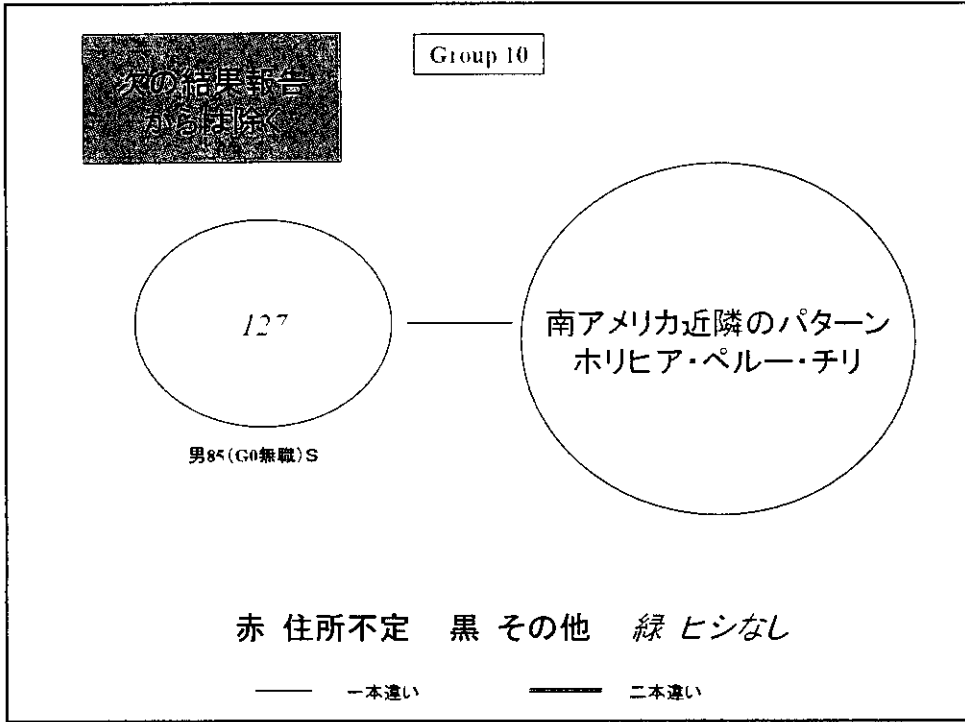 次の結果報告
からは除く
Group 10
127
南アメリカ近隣のパターン
ホリヒア・ペルー・チリ
男85(G0無職)S
赤 住所不定 黒 その他 緑 ヒシなし
一本違い 二本違い